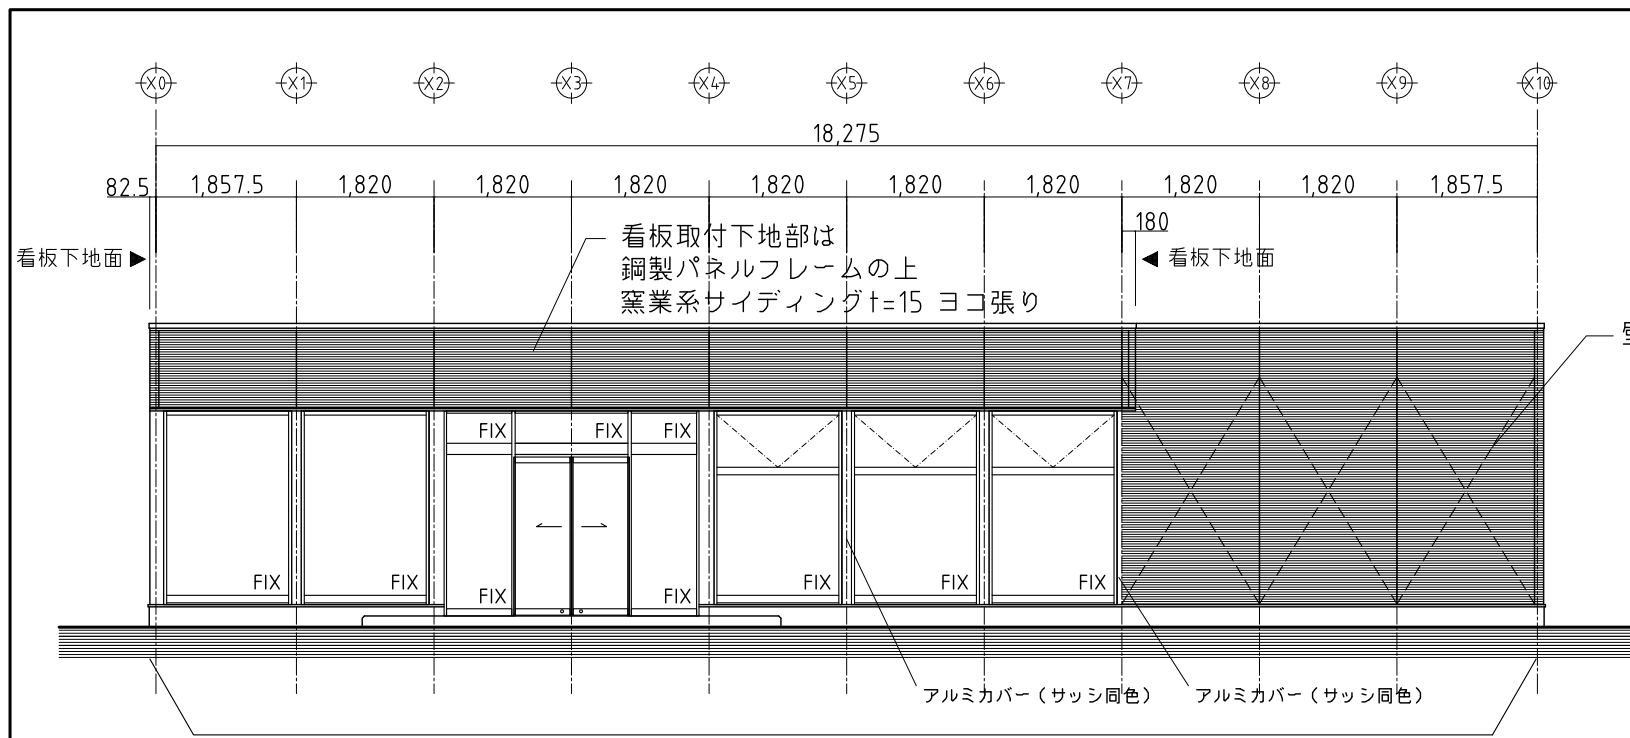 X0 X1 X2 X3 X4 X5 X6 X7 X8 X9 X10
18,275
82.5 1,857.5 1,820 1,820 1,820 1,820 1,820 1,820 1,820 1,820 1,857.5
180
看板下地面
看板下地面
看板取付下地部は
鋼製パネルフレームの上
窯業系サイディングt=15 ヨコ張り
FIX FIX FIX
FIX FIX FIX FIX FIX FIX FIX
アルミカバー（サッシ同色） アルミカバー（サッシ同色）